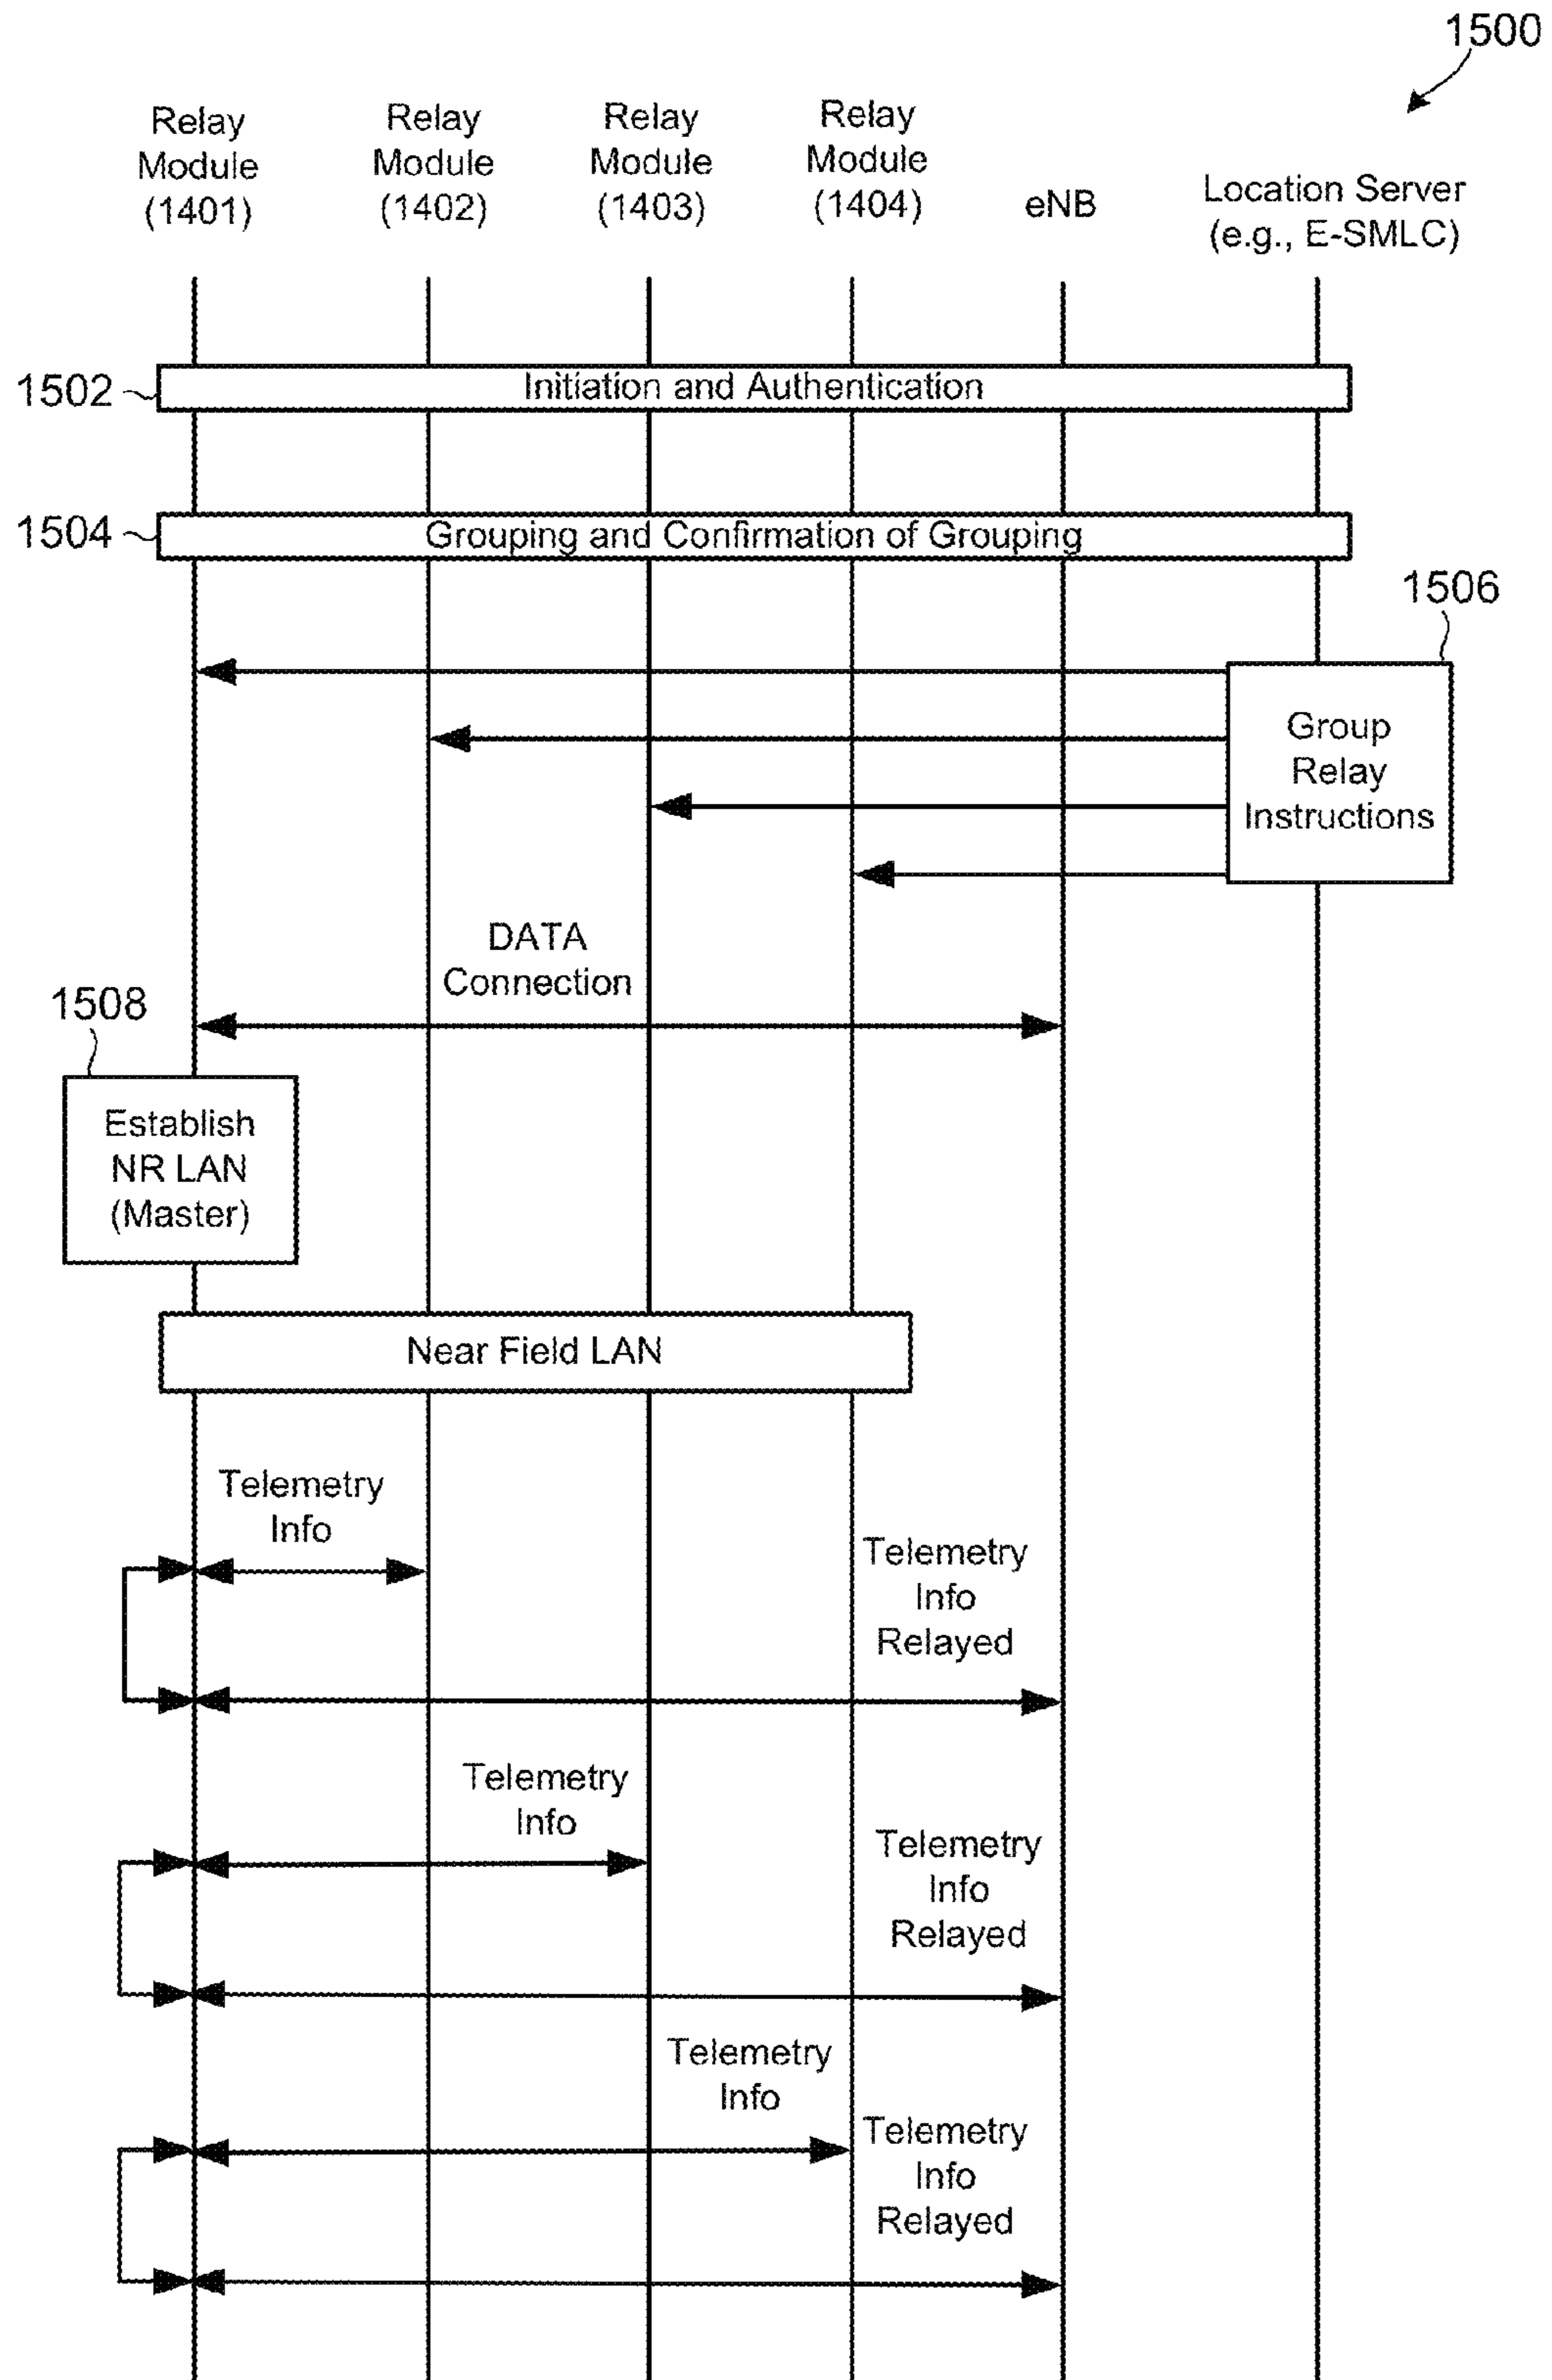 1500
Relay
Module
(1401)
Relay
Module
(1402)
Relay
Module
(1403)
Relay
Module
(1404)
eNB
Location Server
(e.g., E-SMLC)
1502
Initiation and Authentication
1504
Grouping and Confirmation of Grouping
1506
Group
Relay
Instructions
DATA
Connection
1508
Establish
NR LAN
(Master)
Near Field LAN
Telemetry
Info
Telemetry
Info
Relayed
Telemetry
Info
Telemetry
Info
Relayed
Telemetry
Info
Telemetry
Info
Relayed